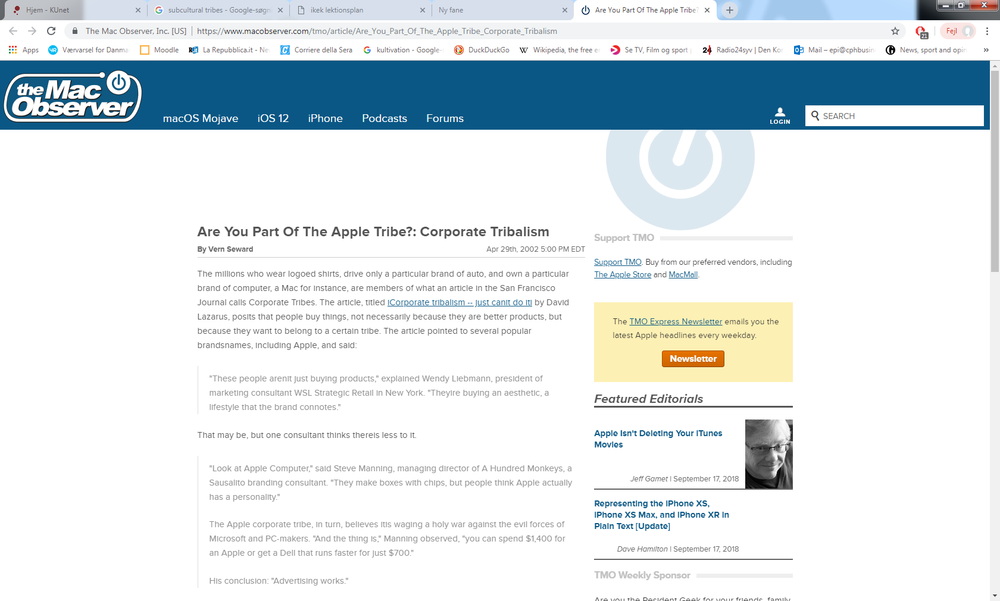 Hjem - KUnet
subcultural tribes - Google-søgni
ikek lektionsplan
Ny fane
Are You Part Of The Apple Tribe?
The Mac Observer, Inc. [US]
https://www.macobserver.com/tmo/article/Are_You_Part_Of_The_Apple_Tribe_Corporate_Tribalism
21
Fejl
Apps
Værvarsel for Danma
Moodle
La Repubblica.it - Ne
Corriere della Sera
kultivation - Google-s
DuckDuckGo
Wikipedia, the free e
Se TV, Film og sport
24
Radio24syv | Den Kor
Mail – epi@cphbusin
News, sport and opin
»
the Mac
Observer
macOS Mojave
iOS 12
iPhone
Podcasts
Forums
LOGIN
SEARCH
Are You Part Of The Apple Tribe?: Corporate Tribalism
By Vern Seward
Apr 29th, 2002 5:00 PM EDT
The millions who wear logoed shirts, drive only a particular brand of auto, and own a particular
brand of computer, a Mac for instance, are members of what an article in the San Francisco
Journal calls Corporate Tribes. The article, titled iCorporate tribalism -- just canit do iti by David
Lazarus, posits that people buy things, not necessarily because they are better products, but
because they want to belong to a certain tribe. The article pointed to several popular
brandsnames, including Apple, and said:
"These people arenit just buying products," explained Wendy Liebmann, president of
marketing consultant WSL Strategic Retail in New York. "Theyire buying an aesthetic, a
lifestyle that the brand connotes."
That may be, but one consultant thinks thereis less to it.
"Look at Apple Computer," said Steve Manning, managing director of A Hundred Monkeys, a
Sausalito branding consultant. "They make boxes with chips, but people think Apple actually
has a personality."
The Apple corporate tribe, in turn, believes itis waging a holy war against the evil forces of
Microsoft and PC-makers. "And the thing is," Manning observed, "you can spend $1,400 for
an Apple or get a Dell that runs faster for just $700."
His conclusion: "Advertising works."
Support TMO
Support TMO. Buy from our preferred vendors, including
The Apple Store and MacMall.
The TMO Express Newsletter emails you the
latest Apple headlines every weekday.
Newsletter
Featured Editorials
Apple Isn't Deleting Your iTunes
Movies
Jeff Gamet | September 17, 2018
Representing the iPhone XS,
iPhone XS Max, and iPhone XR in
Plain Text [Update]
Dave Hamilton | September 17, 2018
TMO Weekly Sponsor
Are you the Resident Geek for your friends, family